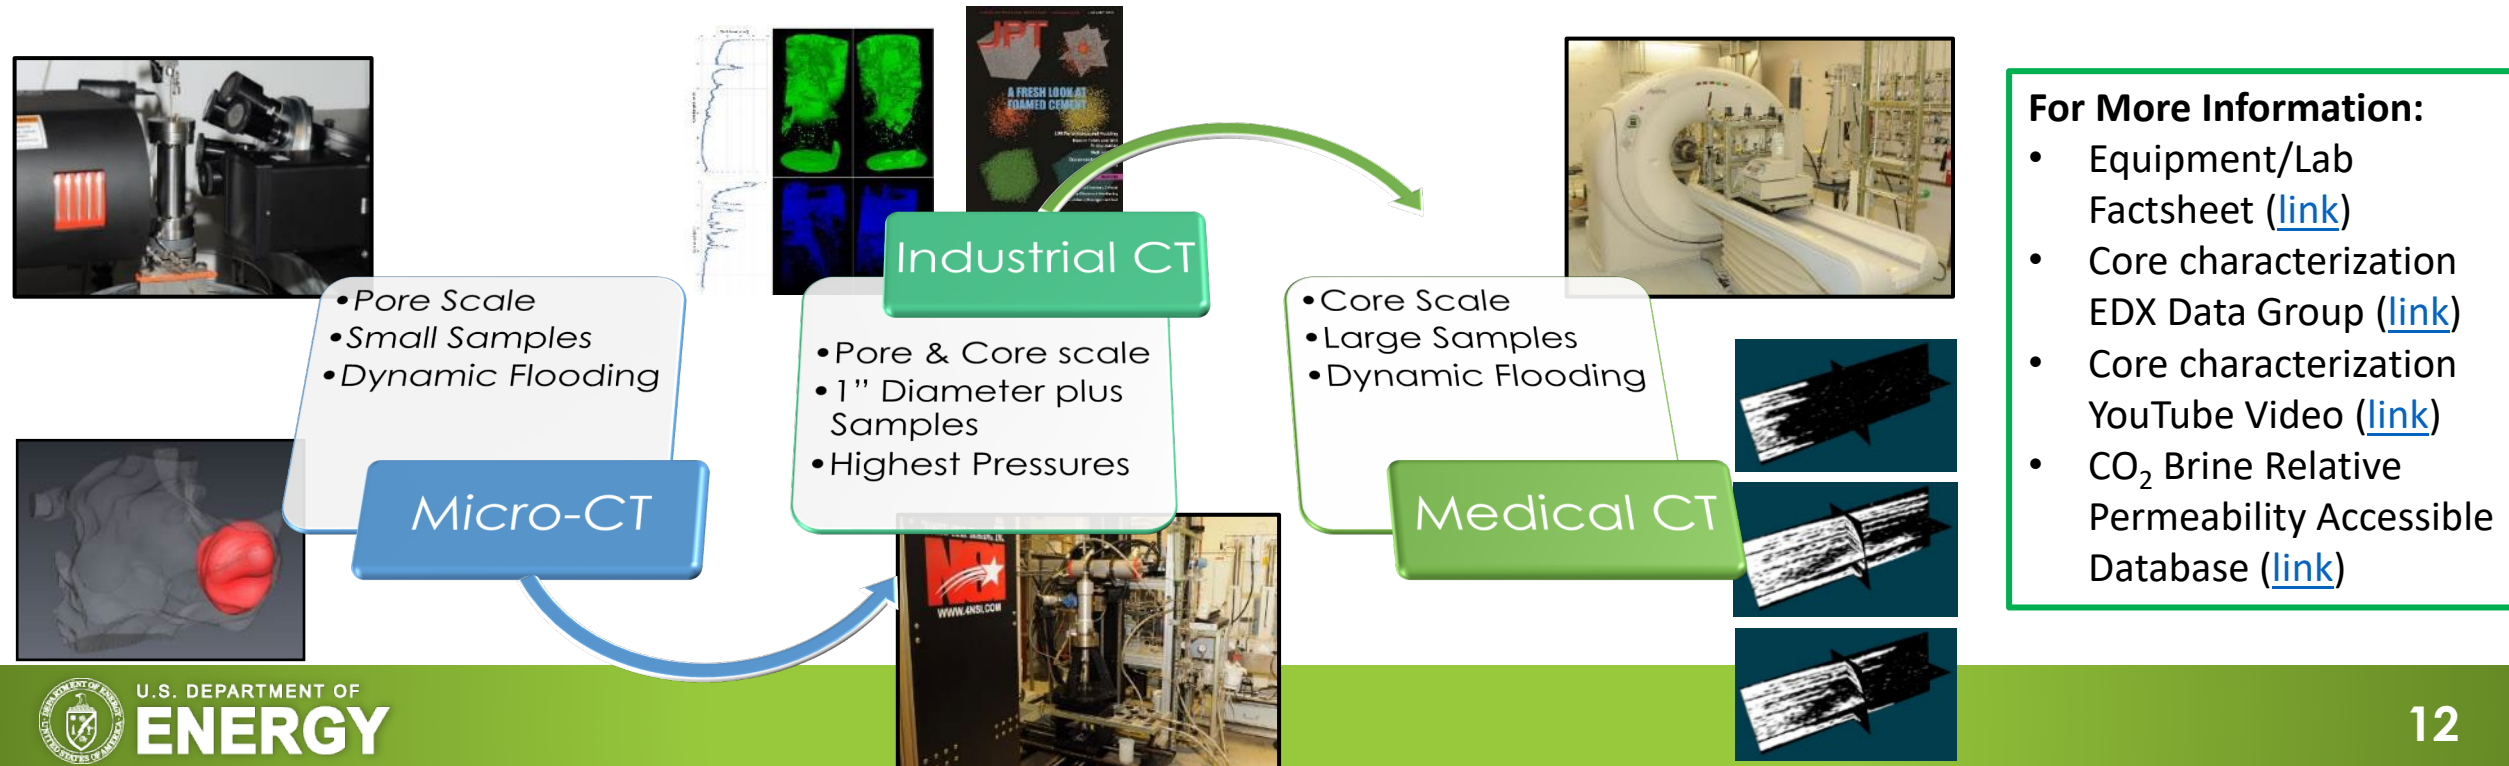 JPT
A FRESH LOOK AT
FOAMED CEMENT
•Pore Scale
•Small Samples
•Dynamic Flooding
Micro-CT
Industrial CT
•Pore & Core scale
•1” Diameter plus
Samples
•Highest Pressures
WWW.4NSI.COM
•Core Scale
•Large Samples
•Dynamic Flooding
Medical CT
For More Information:
• Equipment/Lab
Factsheet (link)
• Core characterization
EDX Data Group (link)
• Core characterization
YouTube Video (link)
• CO₂ Brine Relative
Permeability Accessible
Database (link)
U.S. DEPARTMENT OF
ENERGY
12